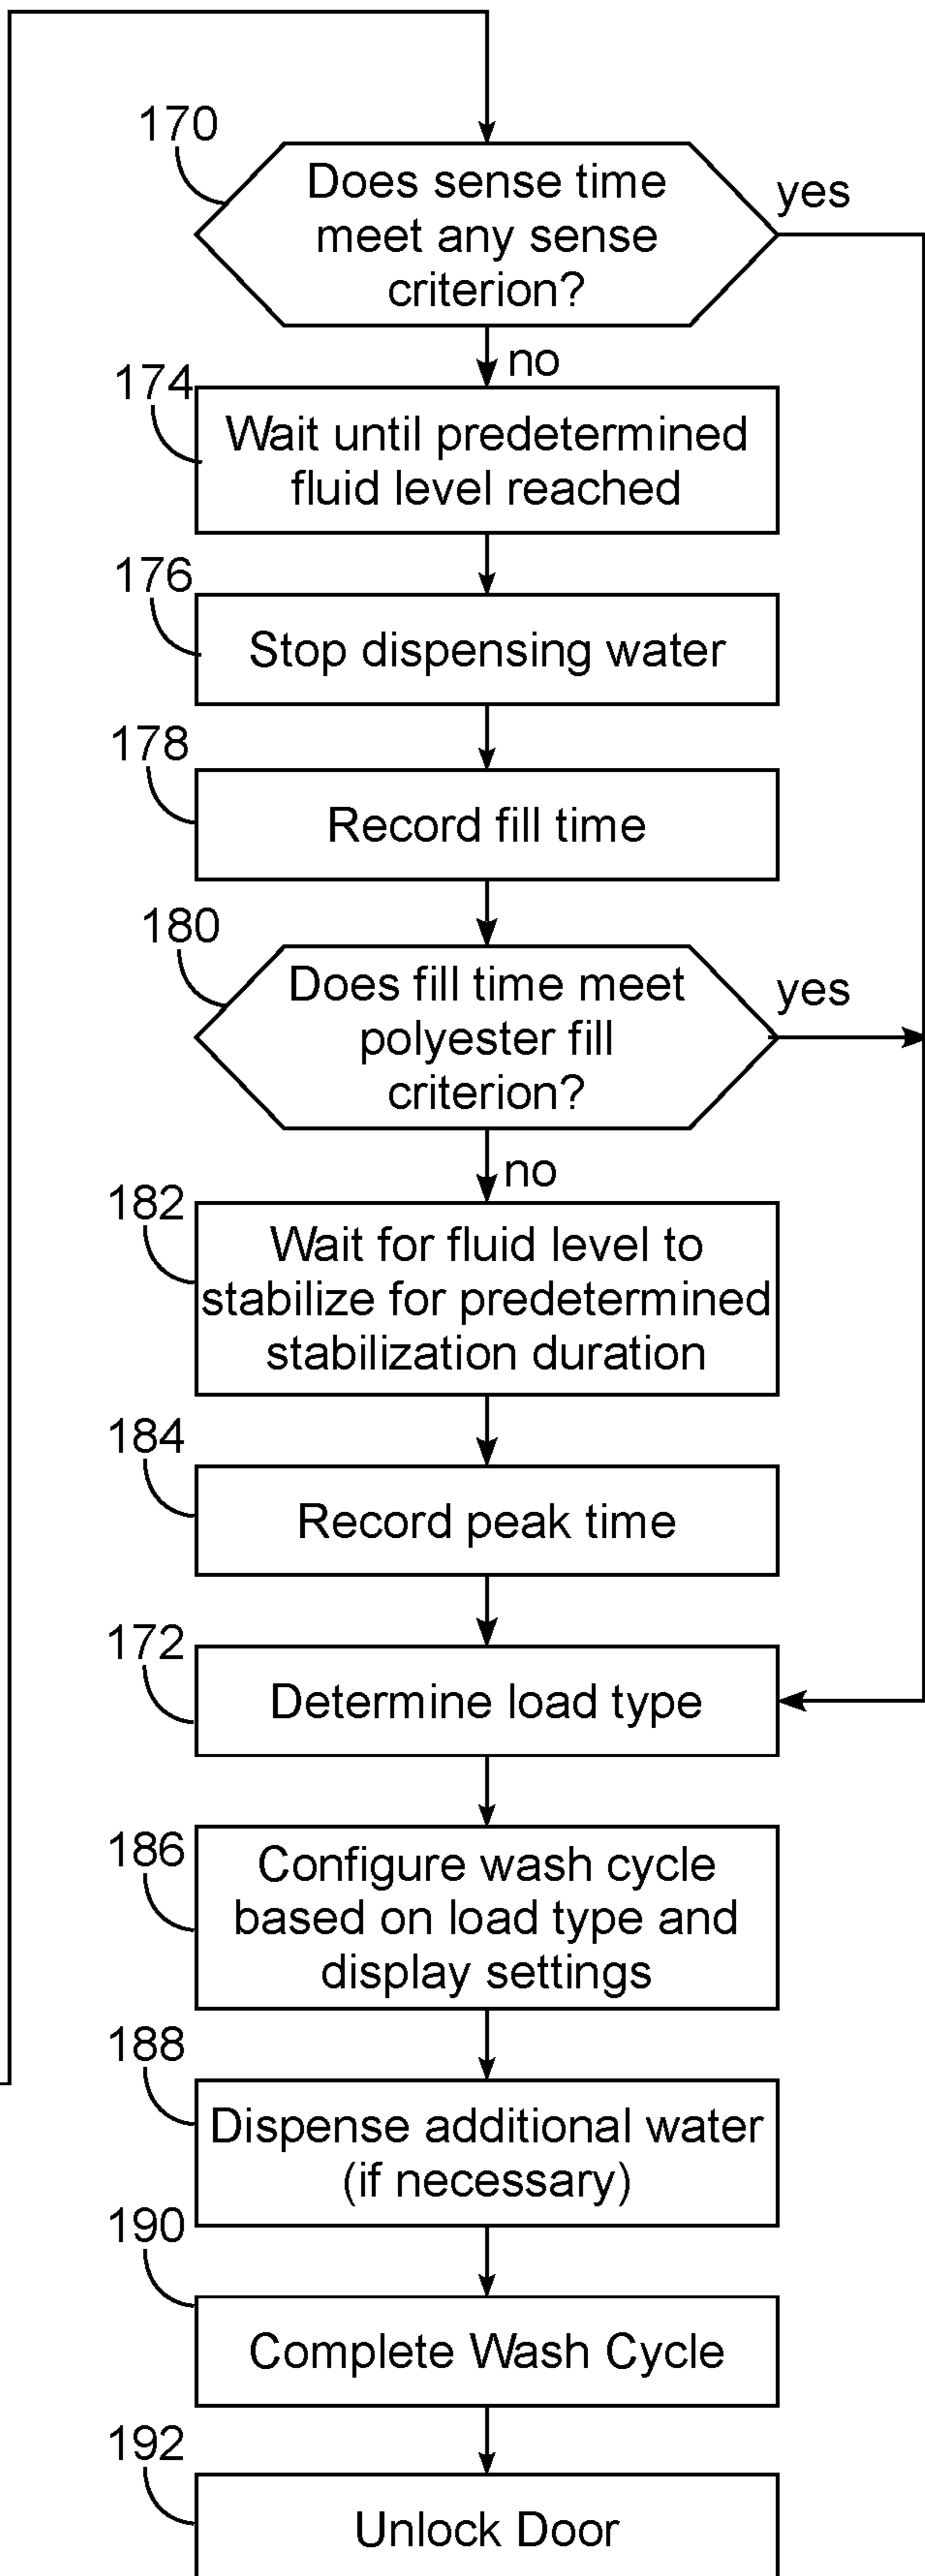 170
Does sense time
meet any sense
criterion?
yes
no
174
Wait until predetermined
fluid level reached
176
Stop dispensing water
178
Record fill time
180
Does fill time meet
polyester fill
criterion?
yes
no
182
Wait for fluid level to
stabilize for predetermined
stabilization duration
184
Record peak time
172
Determine load type
186
Configure wash cycle
based on load type and
display settings
188
Dispense additional water
(if necessary)
190
Complete Wash Cycle
192
Unlock Door